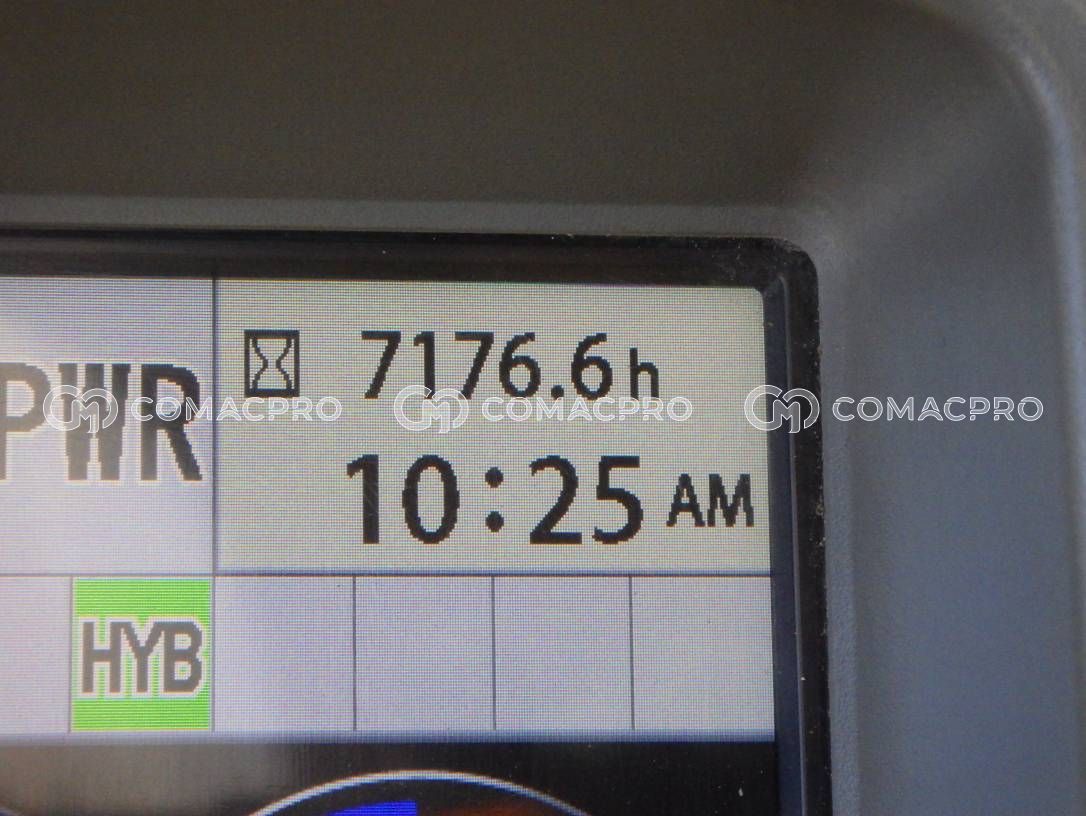 7176.6h
PWR
COMACPRO COMACPRO COMACPRO
10:25 AM
HYB